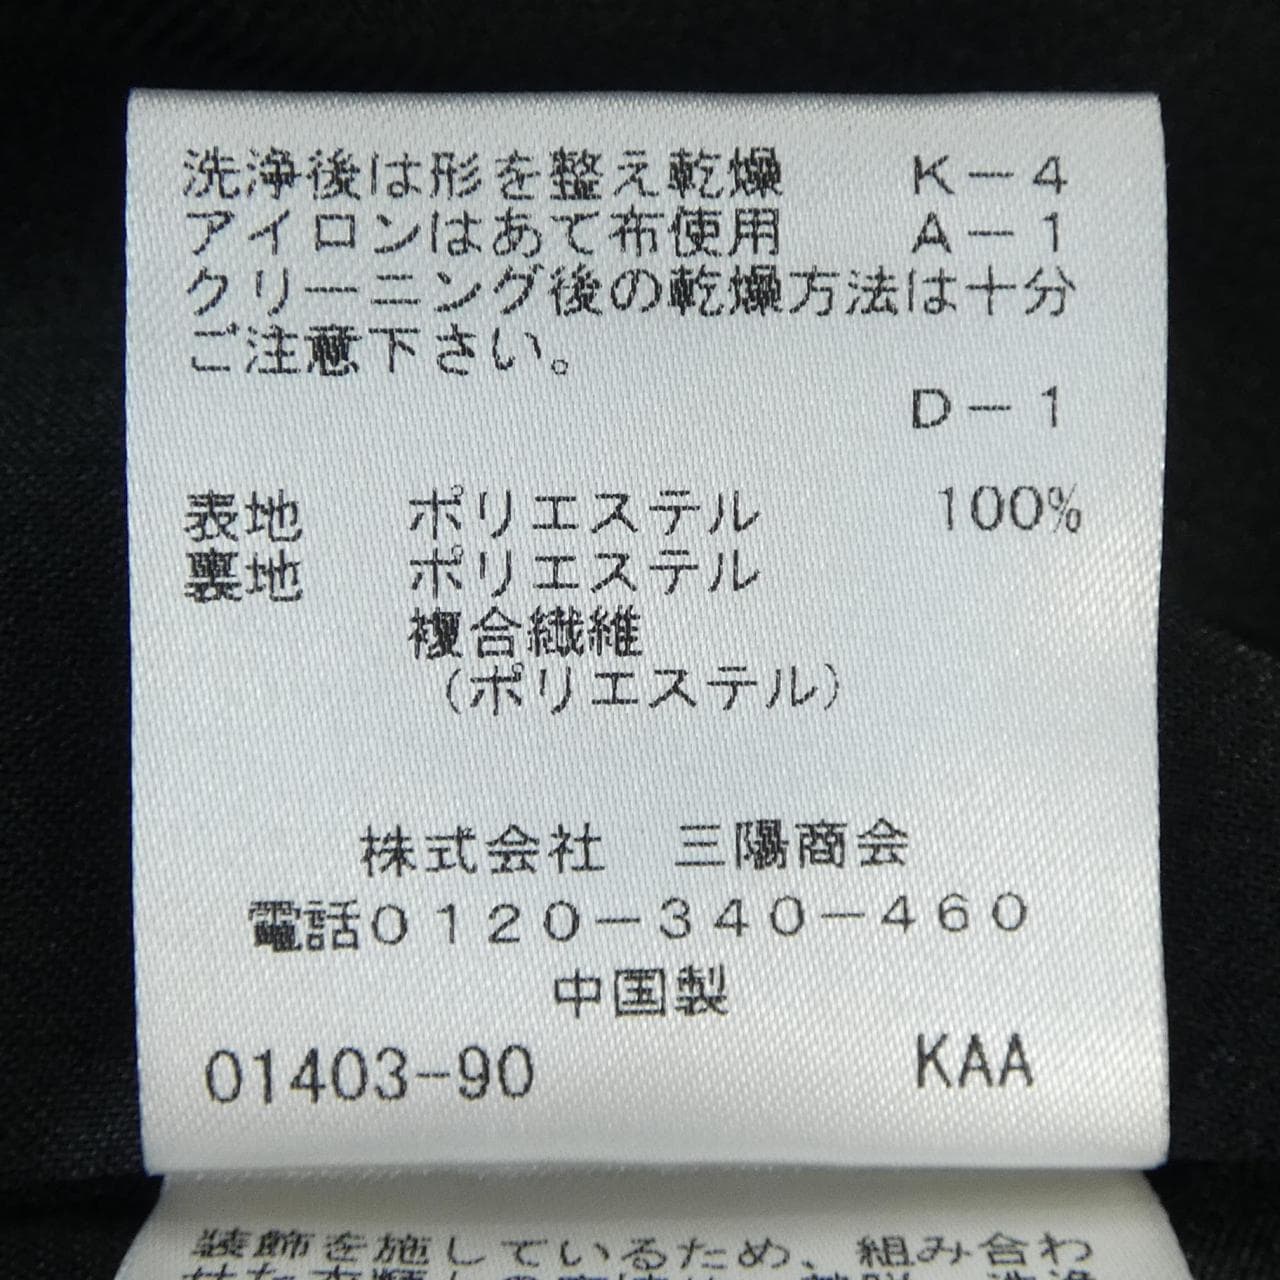 洗浄後は形を整え乾燥　K－4
アイロンはあて布使用　A－1
クリーニング後の乾燥方法は十分
ご注意下さい。
D－1
表地　ポリエステル　100%
裏地　ポリエステル
複合繊維
（ポリエステル）
株式会社　三陽商会
電話０１２０－３４０－４６０
中国製
01403-90　KAA
装飾を施しているため、組み合わ